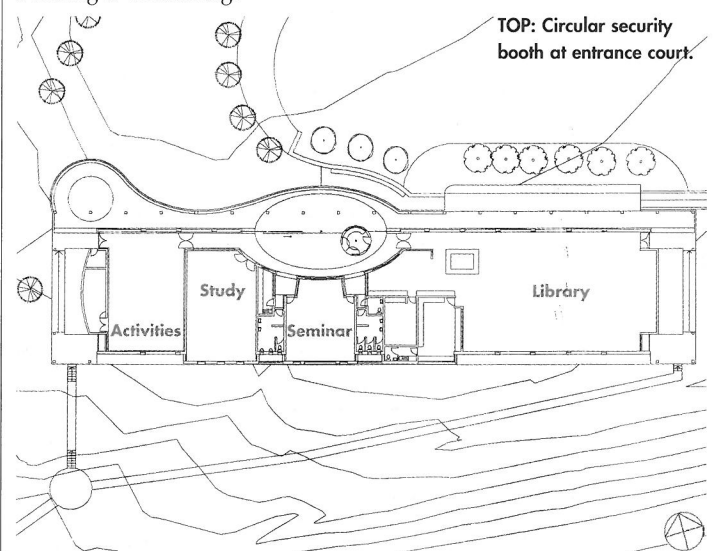 TOP: Circular security
booth at entrance court.
Study
Library
Activities
Seminar